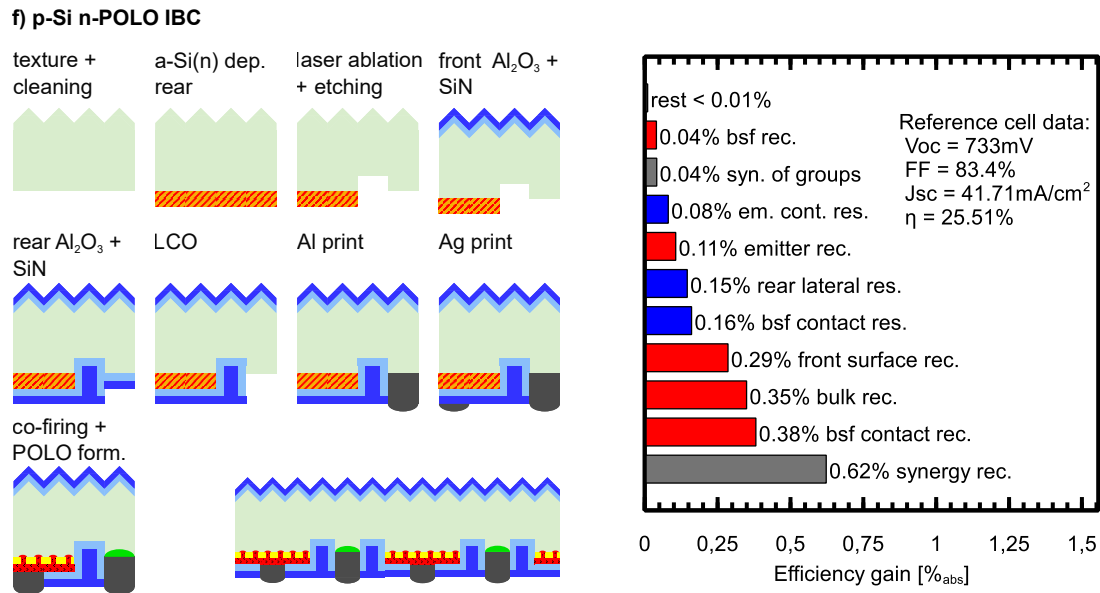 f) p-Si n-POLO IBC
texture +
cleaning
a-Si(n) dep.
rear
laser ablation
+ etching
front Al₂O₃ +
SiN
rear Al₂O₃ +
SiN
LCO
Al print
Ag print
co-firing +
POLO form.
rest < 0.01%
0.04% bsf rec.
0.04% syn. of groups
0.08% em. cont. res.
0.11% emitter rec.
0.15% rear lateral res.
0.16% bsf contact res.
0.29% front surface rec.
0.35% bulk rec.
0.38% bsf contact rec.
0.62% synergy rec.
Reference cell data:
Voc = 733mV
FF = 83.4%
Jsc = 41.71mA/cm²
η = 25.51%
0 0,25 0,5 0,75 1 1,25 1,5
Efficiency gain [%abs]